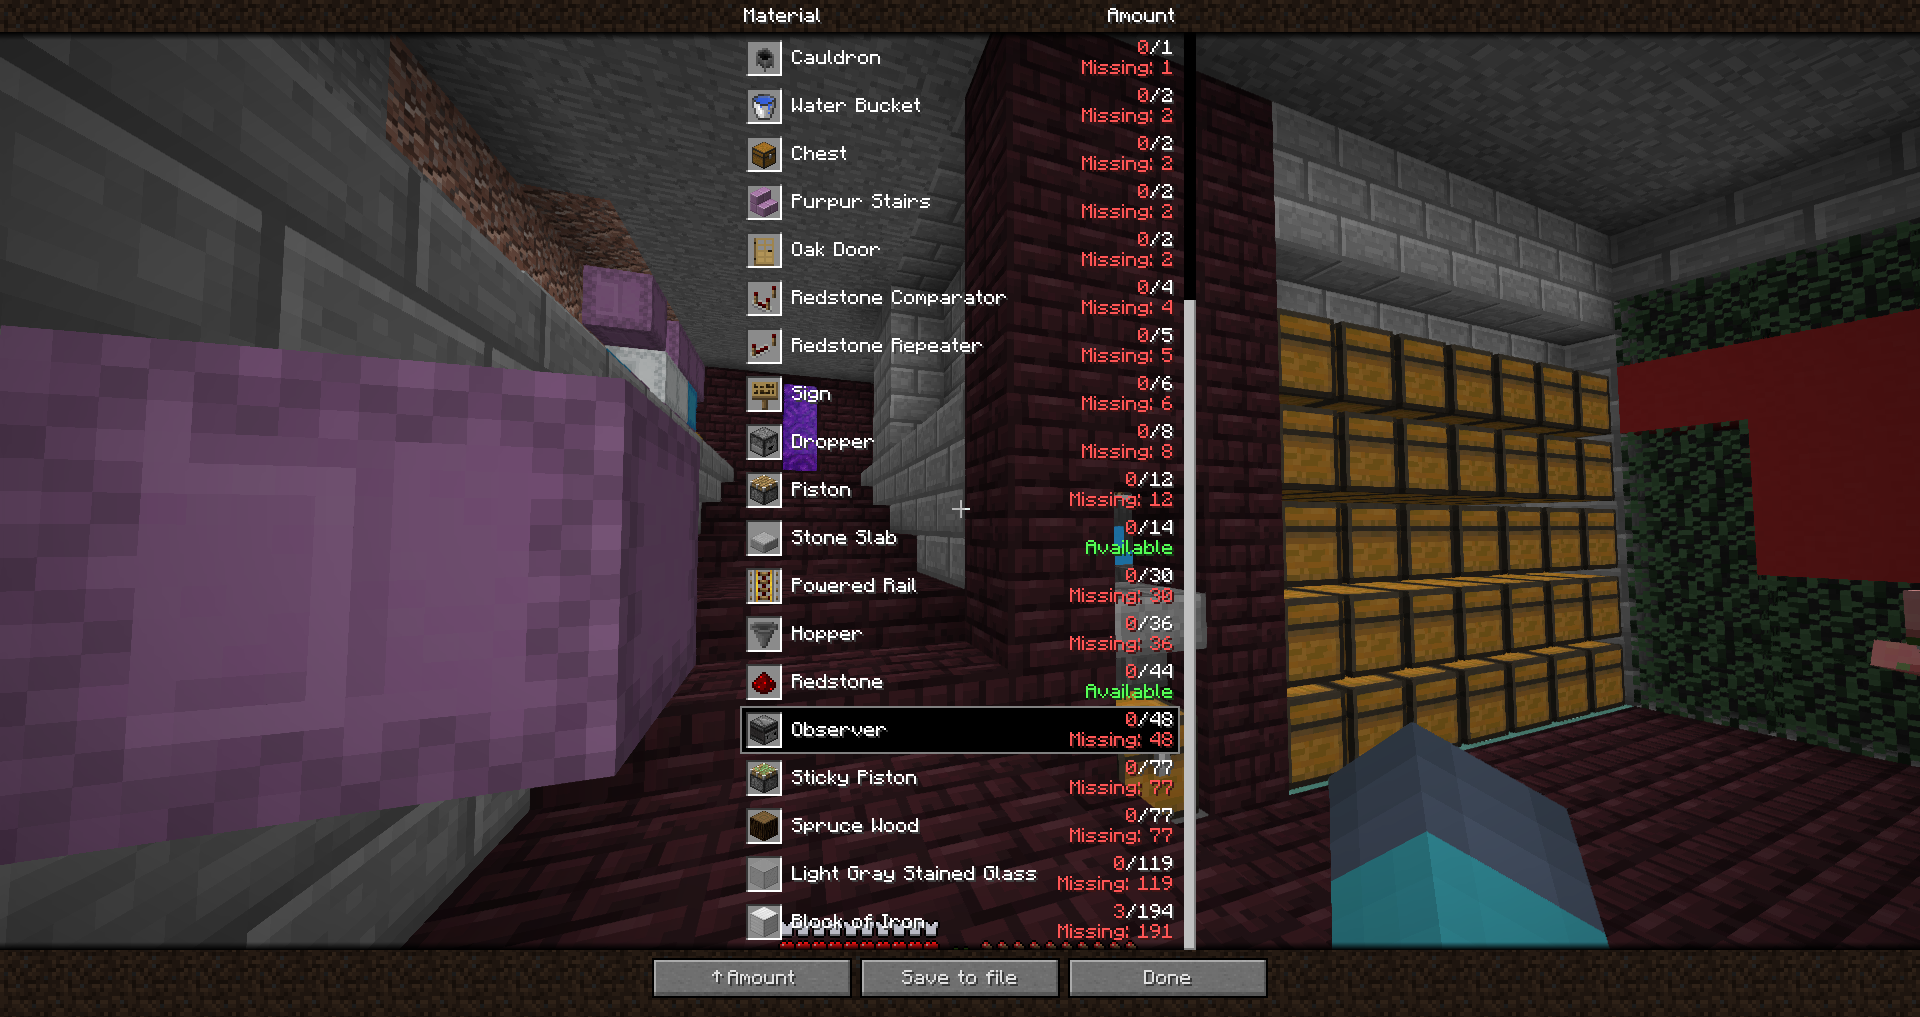 Material Amount
Cauldron 0/1
Missing: 1
Water Bucket 0/2
Missing: 2
Chest 0/2
Missing: 2
Purpur Stairs 0/2
Missing: 2
Oak Door 0/2
Missing: 2
Redstone Comparator 0/4
Missing: 4
Redstone Repeater 0/5
Missing: 5
Sign 0/6
Missing: 6
Dropper 0/8
Missing: 8
Piston 0/12
Missing: 12
Stone Slab 0/14
Available
Powered Rail 0/30
Missing: 30
Hopper 0/36
Missing: 36
Redstone 0/44
Available
Observer 0/48
Missing: 48
Sticky Piston 0/77
Missing: 77
Spruce Wood 0/77
Missing: 77
Light Gray Stained Glass 0/119
Missing: 119
Block of Iron 3/194
Missing: 191
↑ Amount Save to file Done